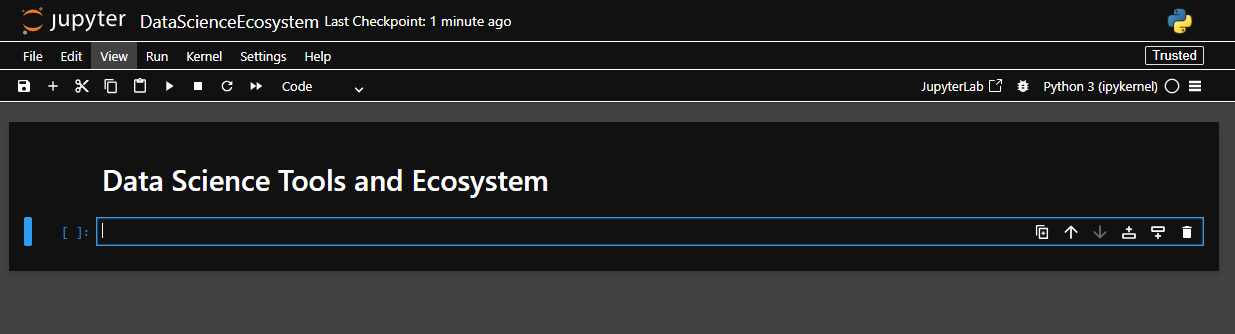 jupyter DataScienceEcosystem Last Checkpoint: 1 minute ago
File Edit View Run Kernel Settings Help Trusted
Code JupyterLab Python 3 (ipykernel)
Data Science Tools and Ecosystem
[ ]: